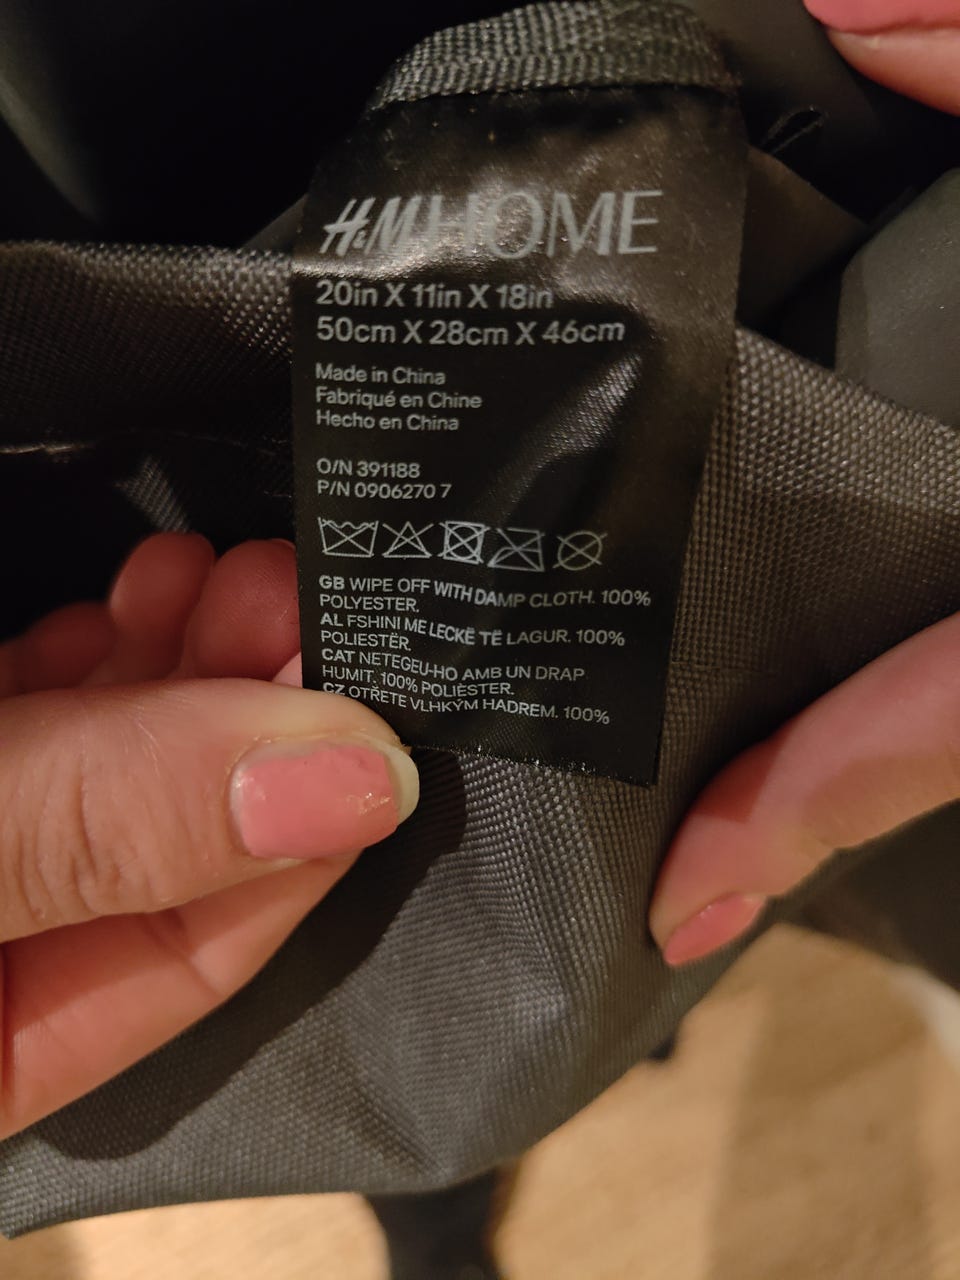 H&M HOME
20in X 11in X 18in
50cm X 28cm X 46cm
Made in China
Fabriqué en Chine
Hecho en China
O/N 391188
P/N 0906270 7
GB WIPE OFF WITH DAMP CLOTH. 100%
POLYESTER.
AL FSHINI ME LECKË TË LAGUR. 100%
POLIESTËR.
CAT NETEGEU-HO AMB UN DRAP
HUMIT. 100% POLIÈSTER.
CZ OTŘETE VLHKÝM HADREM. 100%